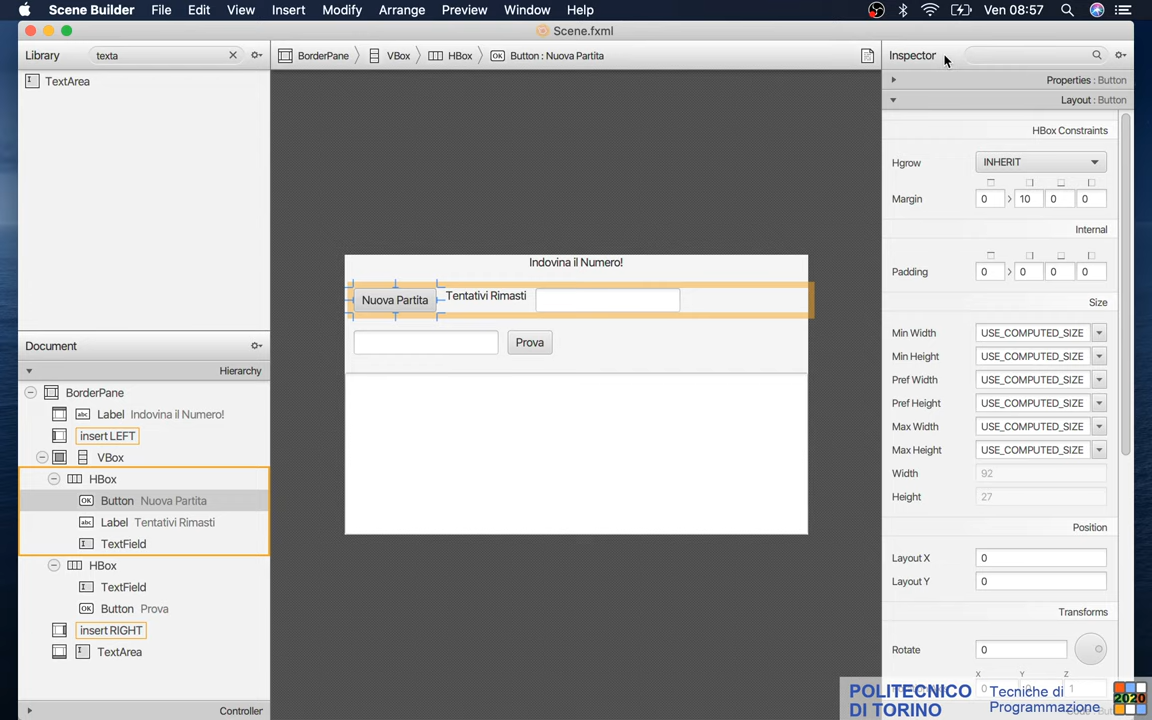 Scene Builder File Edit View Insert Modify Arrange Preview Window Help Ven 08:57
Scene.fxml
Library texta
BorderPane VBox HBox OK Button : Nuova Partita
Inspector
TextArea
Properties : Button
Layout : Button
HBox Constraints
Hgrow INHERIT
Margin 0 10 0 0
Internal
Padding 0 0 0 0
Size
Min Width USE_COMPUTED_SIZE
Min Height USE_COMPUTED_SIZE
Pref Width USE_COMPUTED_SIZE
Pref Height USE_COMPUTED_SIZE
Max Width USE_COMPUTED_SIZE
Max Height USE_COMPUTED_SIZE
Width 92
Height 27
Position
Layout X 0
Layout Y 0
Transforms
Rotate 0
X Y Z
1
Indovina il Numero!
Nuova Partita Tentativi Rimasti
Prova
Document
Hierarchy
BorderPane
abc Label Indovina il Numero!
insert LEFT
VBox
HBox
OK Button Nuova Partita
abc Label Tentativi Rimasti
TextField
HBox
TextField
OK Button Prova
insert RIGHT
TextArea
Controller
POLITECNICO
DI TORINO
Tecniche di
Programmazione
2020